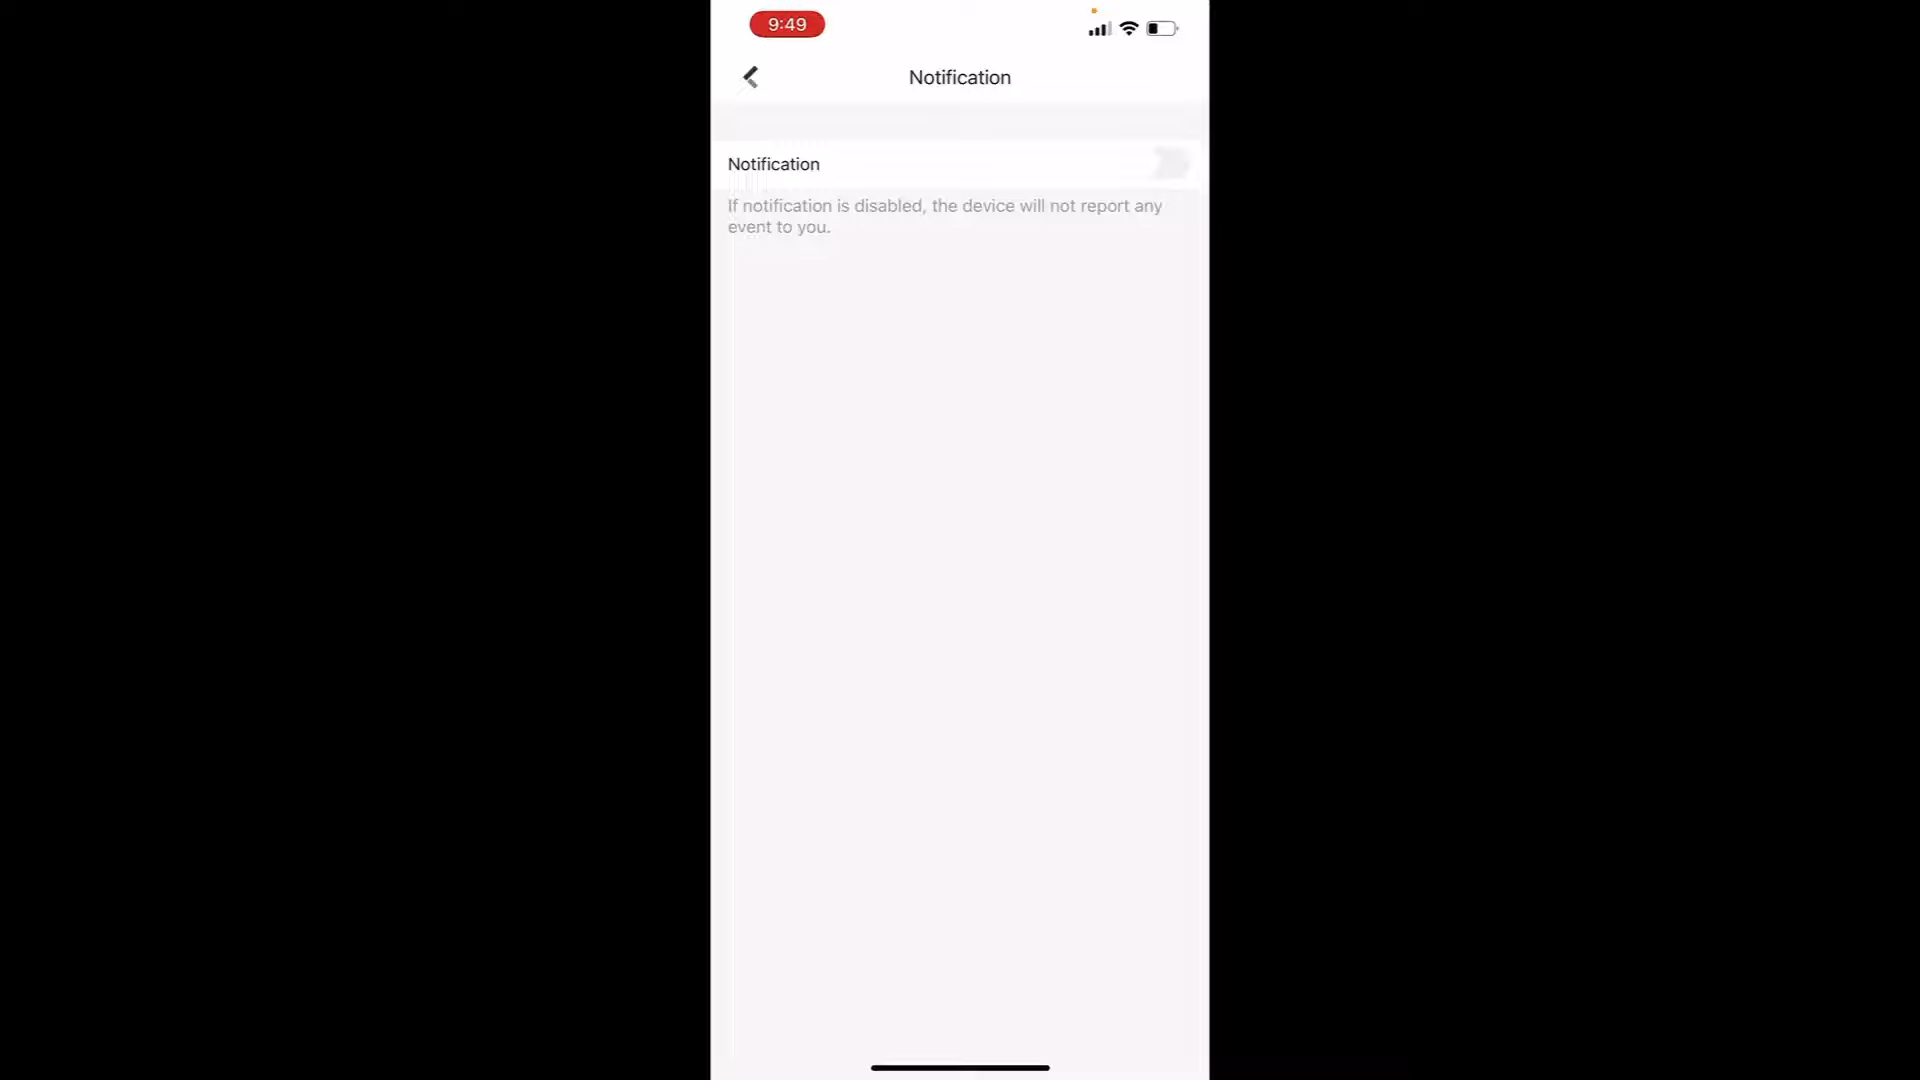 9:49
Notification
Notification
If notification is disabled, the device will not report any
event to you.